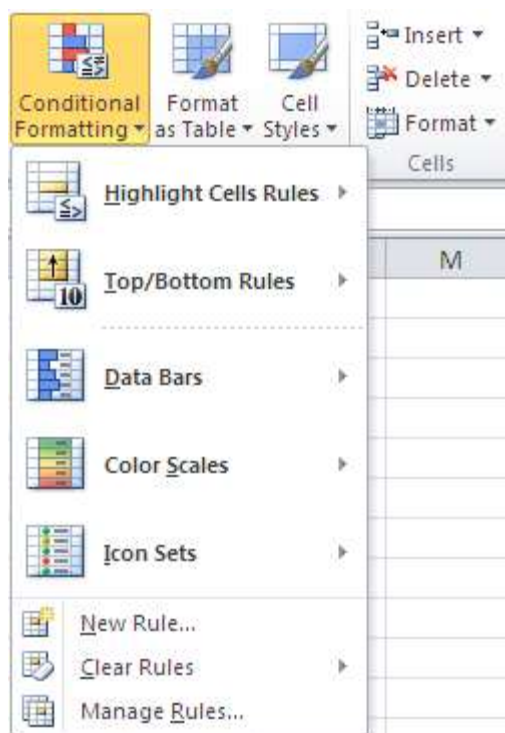 Conditional
Formatting
Format
as Table
Cell
Styles
Insert
Delete
Format
Cells
Highlight Cells Rules
10
Top/Bottom Rules
Data Bars
Color Scales
Icon Sets
New Rule...
Clear Rules
Manage Rules...
M